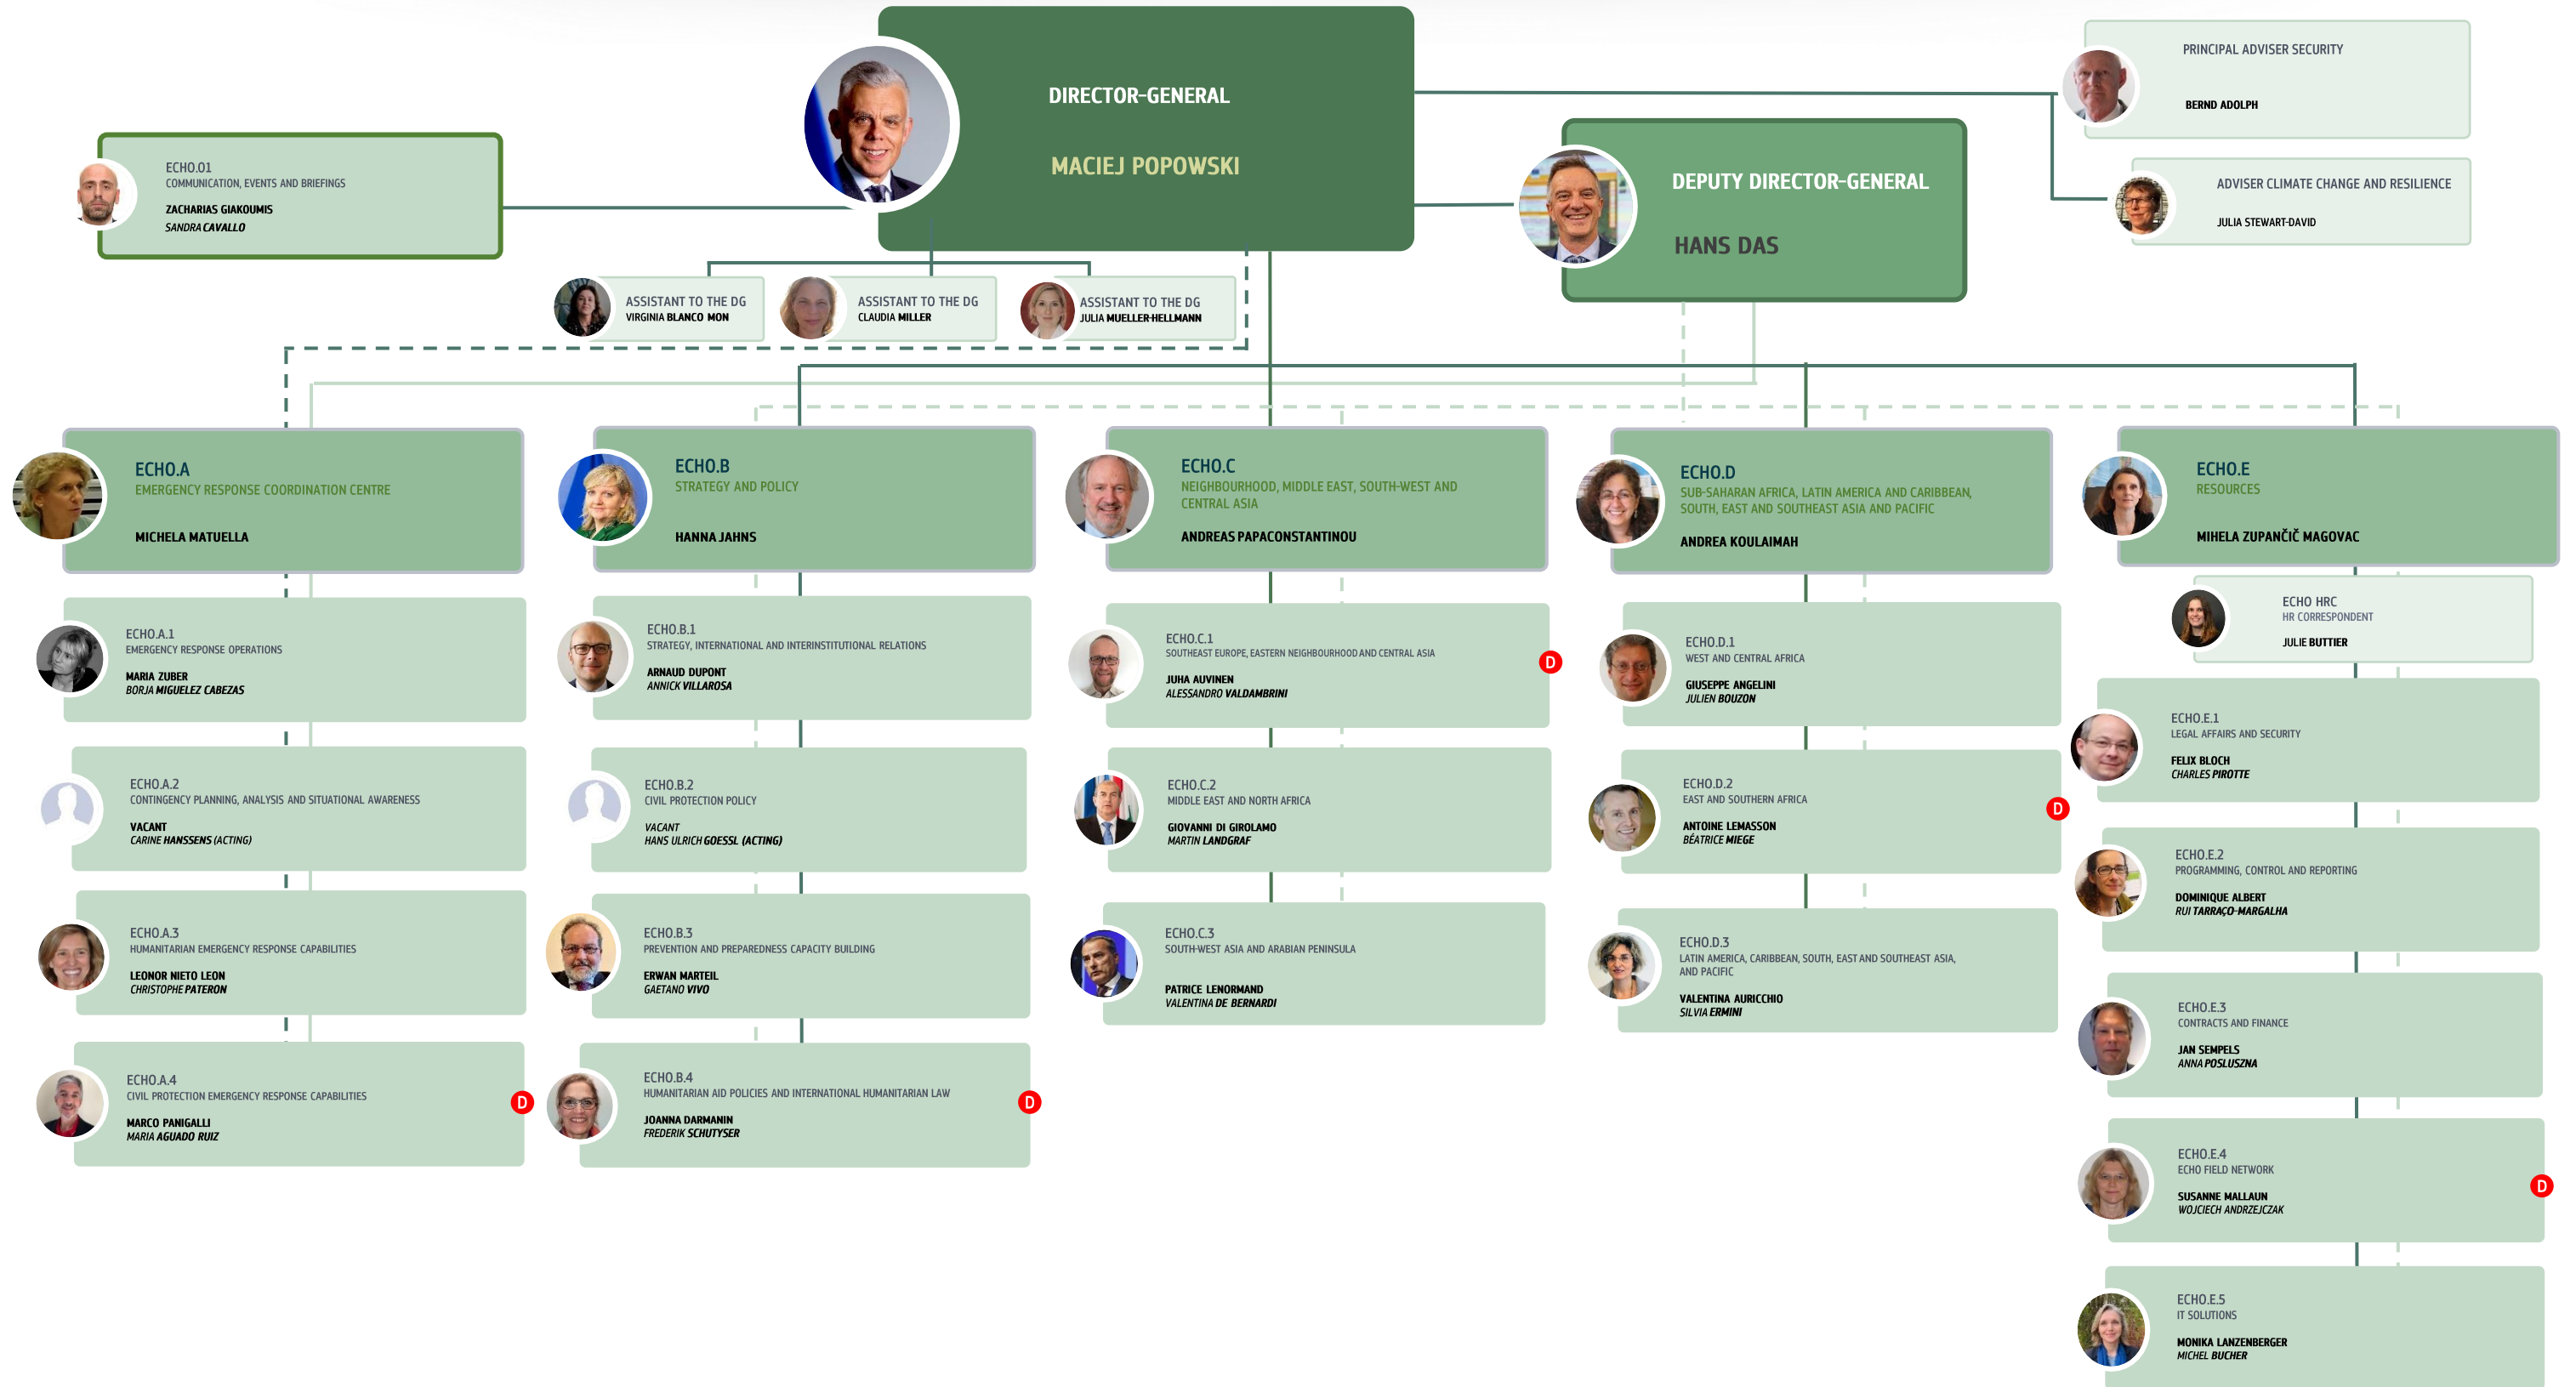 DIRECTOR-GENERAL
MACIEJ POPOWSKI
PRINCIPAL ADVISER SECURITY
BERND ADOLPH
ADVISER CLIMATE CHANGE AND RESILIENCE
JULIA STEWART-DAVID
DEPUTY DIRECTOR-GENERAL
HANS DAS
ECHO.01
COMMUNICATION, EVENTS AND BRIEFINGS
ZACHARIAS GIAKOUMIS
SANDRA CAVALLO
ASSISTANT TO THE DG
VIRGINIA BLANCO MON
ASSISTANT TO THE DG
CLAUDIA MILLER
ASSISTANT TO THE DG
JULIA MUELLER-HELLMANN
ECHO.A
EMERGENCY RESPONSE COORDINATION CENTRE
MICHELA MATUELLA
ECHO.A.1
EMERGENCY RESPONSE OPERATIONS
MARIA ZUBER
BORJA MIGUELEZ CABEZAS
ECHO.A.2
CONTINGENCY PLANNING, ANALYSIS AND SITUATIONAL AWARENESS
VACANT
CARINE HANSSENS (ACTING)
ECHO.A.3
HUMANITARIAN EMERGENCY RESPONSE CAPABILITIES
LEONOR NIETO LEON
CHRISTOPHE PATERON
ECHO.A.4
CIVIL PROTECTION EMERGENCY RESPONSE CAPABILITIES
MARCO PANIGALLI
MARIA AGUADO RUIZ
D
ECHO.B
STRATEGY AND POLICY
HANNA JAHNS
ECHO.B.1
STRATEGY, INTERNATIONAL AND INTERINSTITUTIONAL RELATIONS
ARNAUD DUPONT
ANNICK VILLAROSA
ECHO.B.2
CIVIL PROTECTION POLICY
VACANT
HANS ULRICH GOESSL (ACTING)
ECHO.B.3
PREVENTION AND PREPAREDNESS CAPACITY BUILDING
ERWAN MARTEIL
GAETANO VIVO
ECHO.B.4
HUMANITARIAN AID POLICIES AND INTERNATIONAL HUMANITARIAN LAW
JOANNA DARMANIN
FREDERIK SCHUTYSER
D
ECHO.C
NEIGHBOURHOOD, MIDDLE EAST, SOUTH-WEST AND
CENTRAL ASIA
ANDREAS PAPACONSTANTINOU
ECHO.C.1
SOUTHEAST EUROPE, EASTERN NEIGHBOURHOOD AND CENTRAL ASIA
JUHA AUVINEN
ALESSANDRO VALDAMBRINI
D
ECHO.C.2
MIDDLE EAST AND NORTH AFRICA
GIOVANNI DI GIROLAMO
MARTIN LANDGRAF
ECHO.C.3
SOUTH-WEST ASIA AND ARABIAN PENINSULA
PATRICE LENORMAND
VALENTINA DE BERNARDI
ECHO.D
SUB-SAHARAN AFRICA, LATIN AMERICA AND CARIBBEAN,
SOUTH, EAST AND SOUTHEAST ASIA AND PACIFIC
ANDREA KOULAIMAH
ECHO.D.1
WEST AND CENTRAL AFRICA
GIUSEPPE ANGELINI
JULIEN BOUZON
ECHO.D.2
EAST AND SOUTHERN AFRICA
ANTOINE LEMASSON
BÉATRICE MIEGE
D
ECHO.D.3
LATIN AMERICA, CARIBBEAN, SOUTH, EAST AND SOUTHEAST ASIA,
AND PACIFIC
VALENTINA AURICCHIO
SILVIA ERMINI
ECHO.E
RESOURCES
MIHELA ZUPANČIČ MAGOVAC
ECHO HRC
HR CORRESPONDENT
JULIE BUTTIER
ECHO.E.1
LEGAL AFFAIRS AND SECURITY
FELIX BLOCH
CHARLES PIROTTE
ECHO.E.2
PROGRAMMING, CONTROL AND REPORTING
DOMINIQUE ALBERT
RUI TARRAÇO-MARGALHA
ECHO.E.3
CONTRACTS AND FINANCE
JAN SEMPELS
ANNA POSLUSZNA
ECHO.E.4
ECHO FIELD NETWORK
SUSANNE MALLAUN
WOJCIECH ANDRZEJCZAK
D
ECHO.E.5
IT SOLUTIONS
MONIKA LANZENBERGER
MICHEL BUCHER